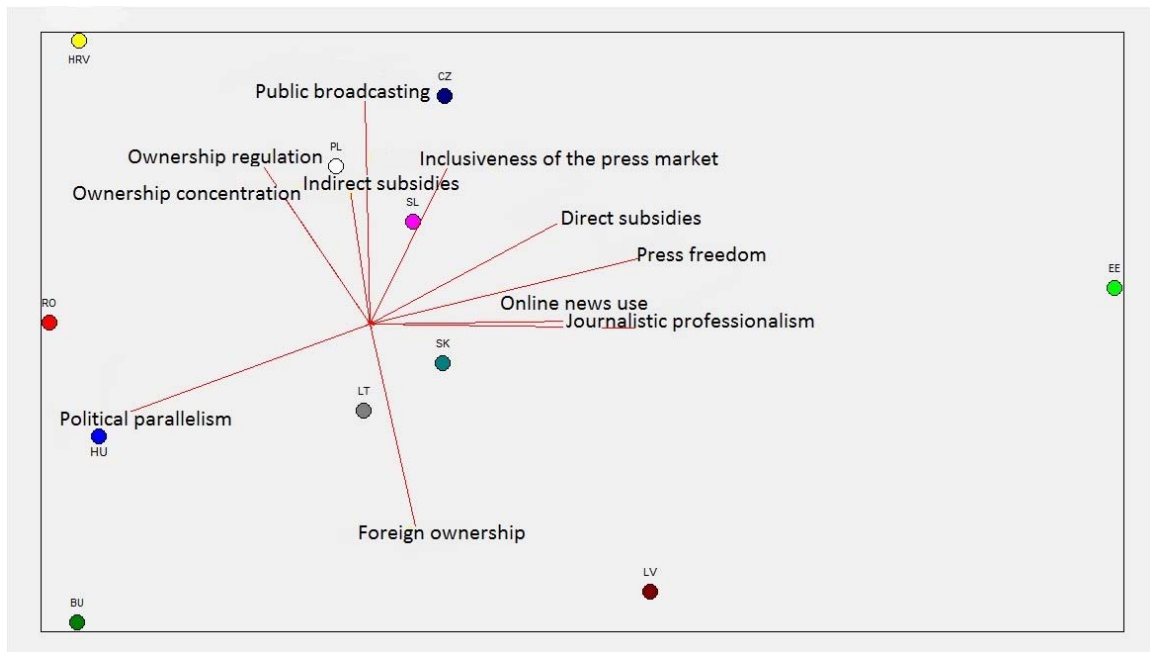 HRV
CZ
Public broadcasting
PL
Ownership regulation
Inclusiveness of the press market
Indirect subsidies
Ownership concentration
SL
Direct subsidies
Press freedom
EE
RO
Online news use
Journalistic professionalism
SK
LT
Political parallelism
HU
Foreign ownership
LV
BU